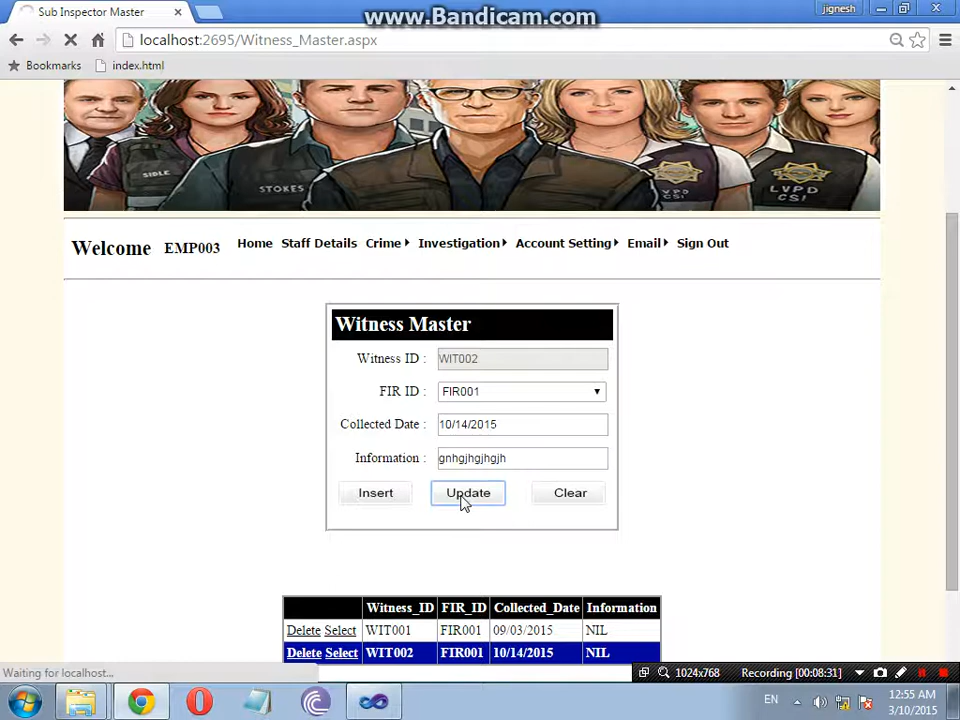 www.Bandicam.com
Sub Inspector Master
jignesh
localhost:2695/Witness_Master.aspx
Bookmarks index.html
SIDLE
STOKES
LVPD
CSI
Welcome EMP003 Home Staff Details Crime Investigation Account Setting Email Sign Out
Witness Master
Witness ID : WIT002
FIR ID : FIR001
Collected Date : 10/14/2015
Information : gnhgjhgjhgjh
Insert Update Clear
Witness_ID FIR_ID Collected_Date Information
Delete Select WIT001 FIR001 09/03/2015 NIL
Delete Select WIT002 FIR001 10/14/2015 NIL
Waiting for localhost...
1024x768 Recording [00:08:31]
EN
12:55 AM
3/10/2015